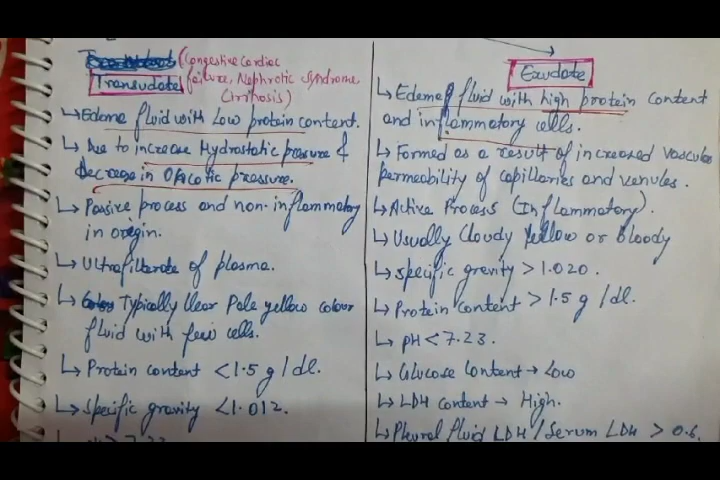 (Congestive Cardiac
Transudate failure, Nephrotic Syndrome
Cirrhosis)
↳ Edema fluid with Low protein content.
↳ Due to increase Hydrostatic pressure &
decrease in Oncotic pressure.
↳ Passive process and non-inflammatory
in origin.
↳ Ultrafilterate of plasma.
↳ Typically Clear Pale yellow colour
fluid with few cells.
↳ Protein content <1.5 g/dl.
↳ Specific gravity <1.012.
Exudate
↳ Edema fluid with high protein content
and inflammatory cells.
↳ Formed as a result of increased vascular
permeability of capillaries and venules.
↳ Active Process (Inflammatory).
↳ Usually Cloudy Yellow or bloody
↳ Specific gravity > 1.020.
↳ Protein content > 1.5 g/dl.
↳ pH < 7.23.
↳ Glucose Content → Low
↳ LDH content → High.
↳ Pleural fluid LDH / Serum LDH > 0.6